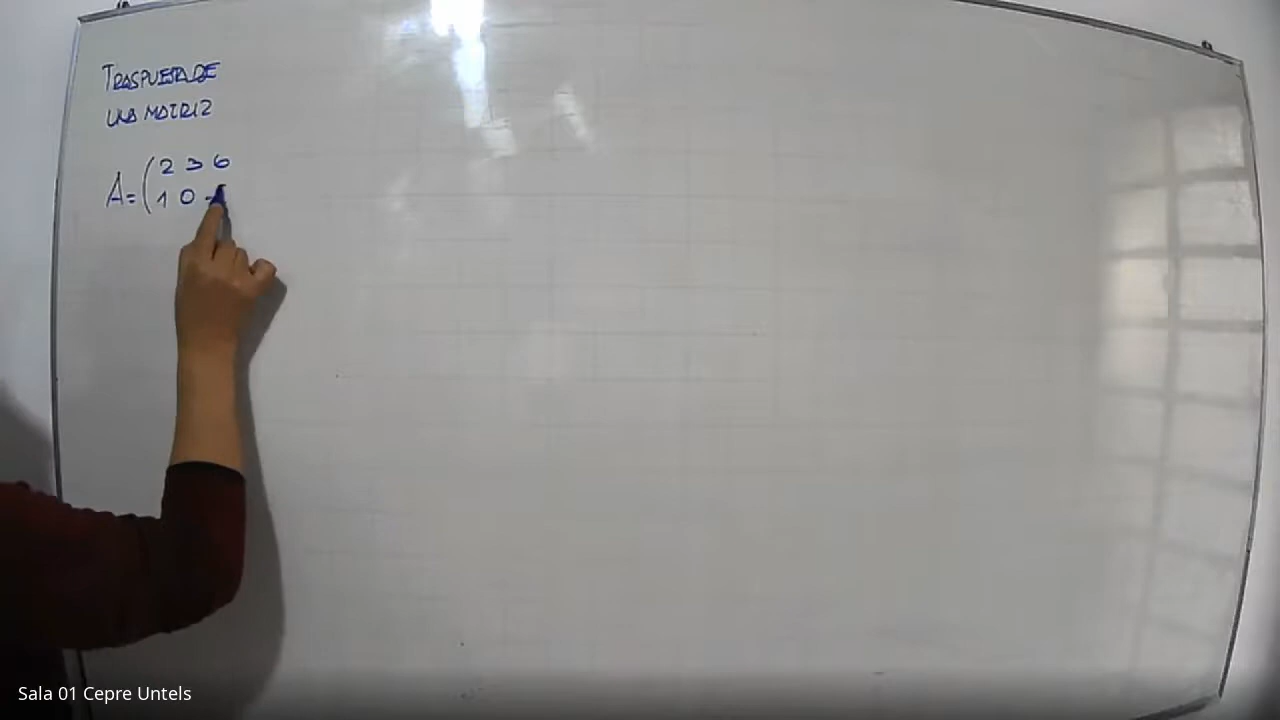 TRASPUESTA DE
UNA MATRIZ
A = ( 2 3 6
1 0 -
Sala 01 Cepre Untels